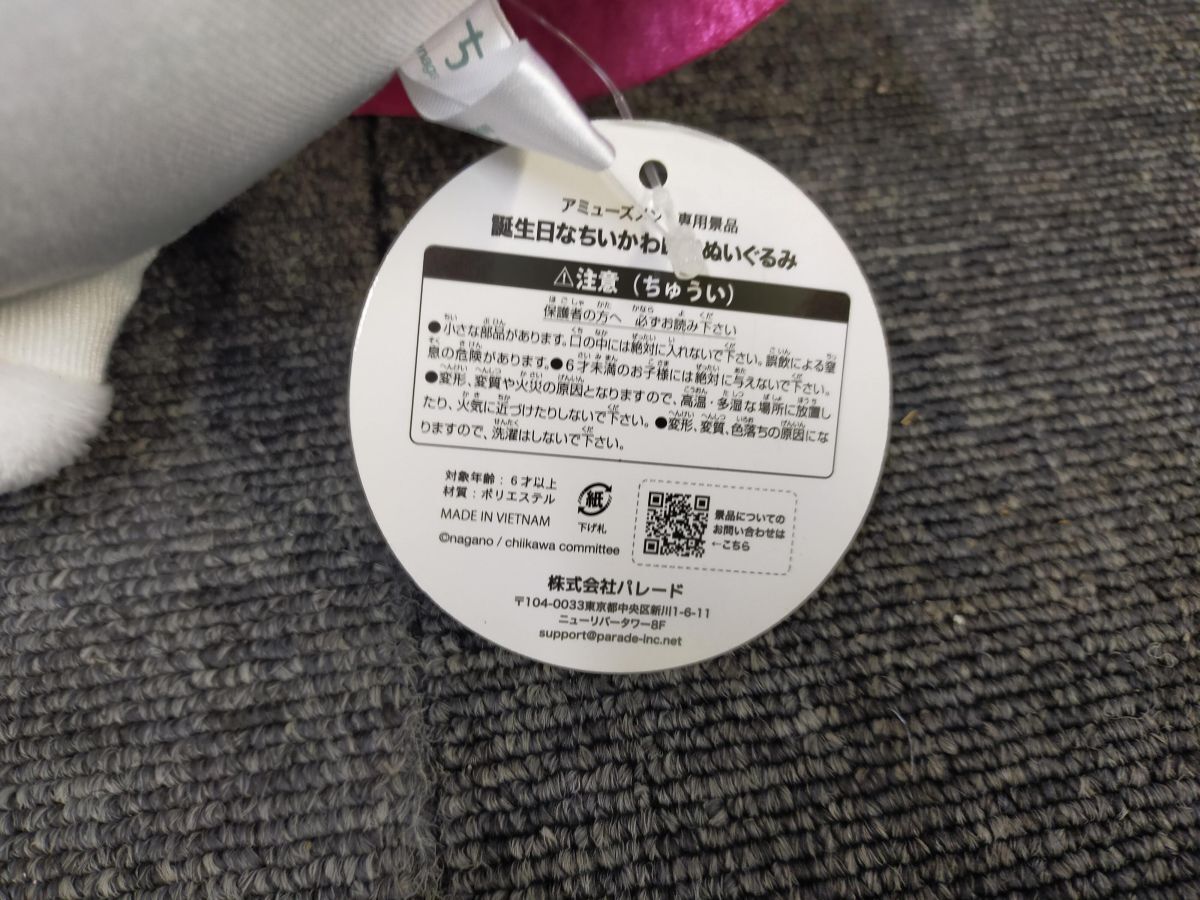 ち
アミューズメン 専用景品
誕生日なちいかわ ぬいぐるみ
⚠注意(ちゅうい)
保護者の方へ 必ずお読み下さい
●小さな部品があります。口の中には絶対に入れないで下さい。誤飲による窒
息の危険があります。●6才未満のお子様には絶対に与えないで下さい。
●変形、変質や火災の原因となりますので、高温・多湿な場所に放置し
たり、火気に近づけたりしないで下さい。●変形、変質、色落ちの原因にな
りますので、洗濯はしないで下さい。
対象年齢:6才以上
材質:ポリエステル
MADE IN VIETNAM
紙
下げ札
景品についての
お問い合わせは
←こちら
©nagano / chiikawa committee
株式会社パレード
〒104-0033東京都中央区新川1-6-11
ニューリバータワー8F
support@parade-inc.net